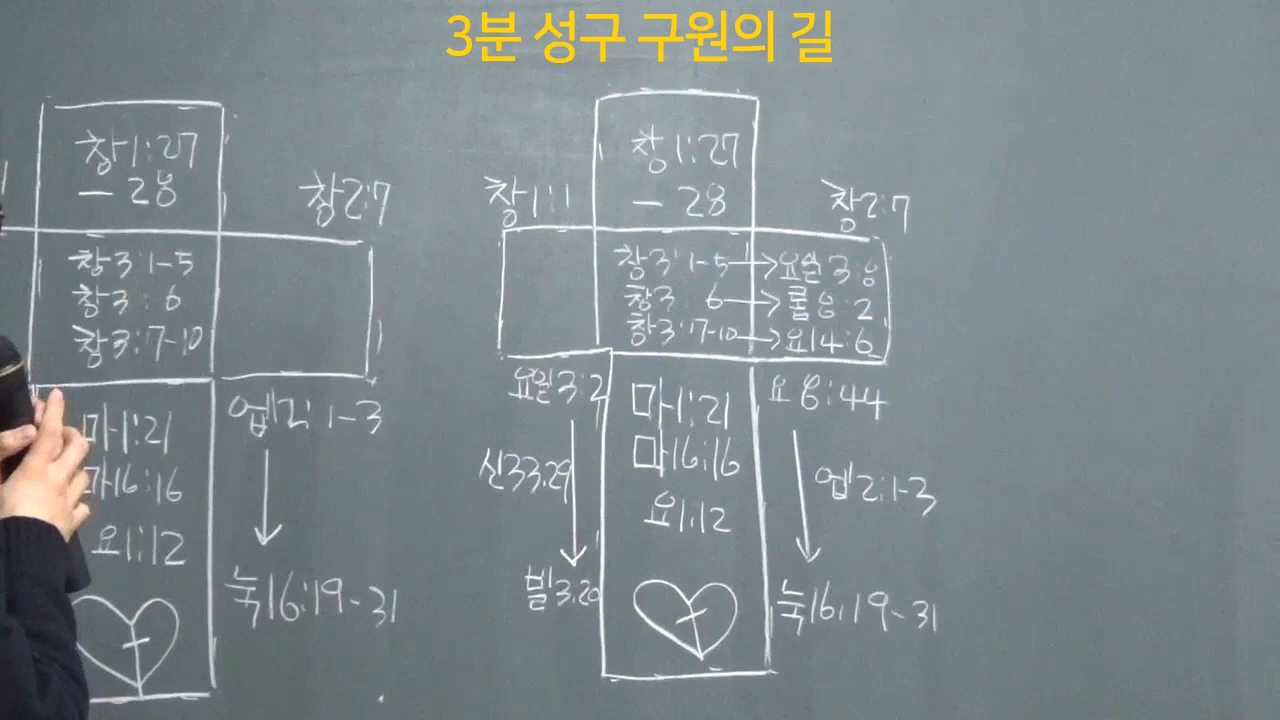 3분 성구 구원의 길
창1:27
- 28
창2:7
창3:1-5
창3:6
창3:7-10
마1:21
마16:16
요1:12
엡2:1-3
눅16:19-31
창1:27
- 28
창1:1
창2:7
창3:1-5→요일3:8
창3 6→롬8:2
창3:7-10→요14:6
요일3:2
신33.29
빌3.20
마1:21
마16:16
요1:12
요8:44
엡2:1-3
눅16:19-31